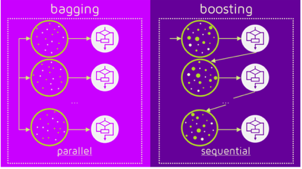 bagging
boosting
...
...
parallel
sequential